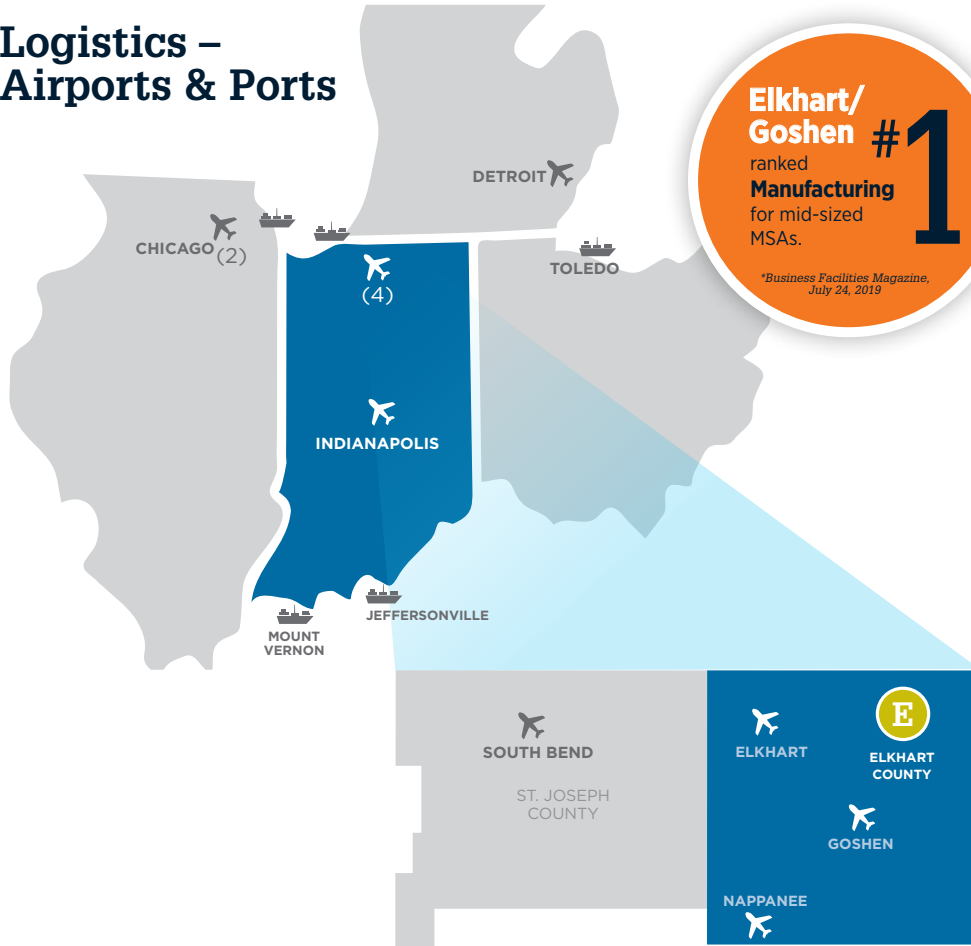 Logistics –
Airports & Ports
Elkhart/
Goshen
#1
ranked
Manufacturing
for mid-sized
MSAs.
*Business Facilities Magazine,
July 24, 2019
DETROIT
CHICAGO
(2)
TOLEDO
(4)
INDIANAPOLIS
JEFFERSONVILLE
MOUNT
VERNON
SOUTH BEND
ST. JOSEPH
COUNTY
ELKHART
E
ELKHART
COUNTY
GOSHEN
NAPPANEE